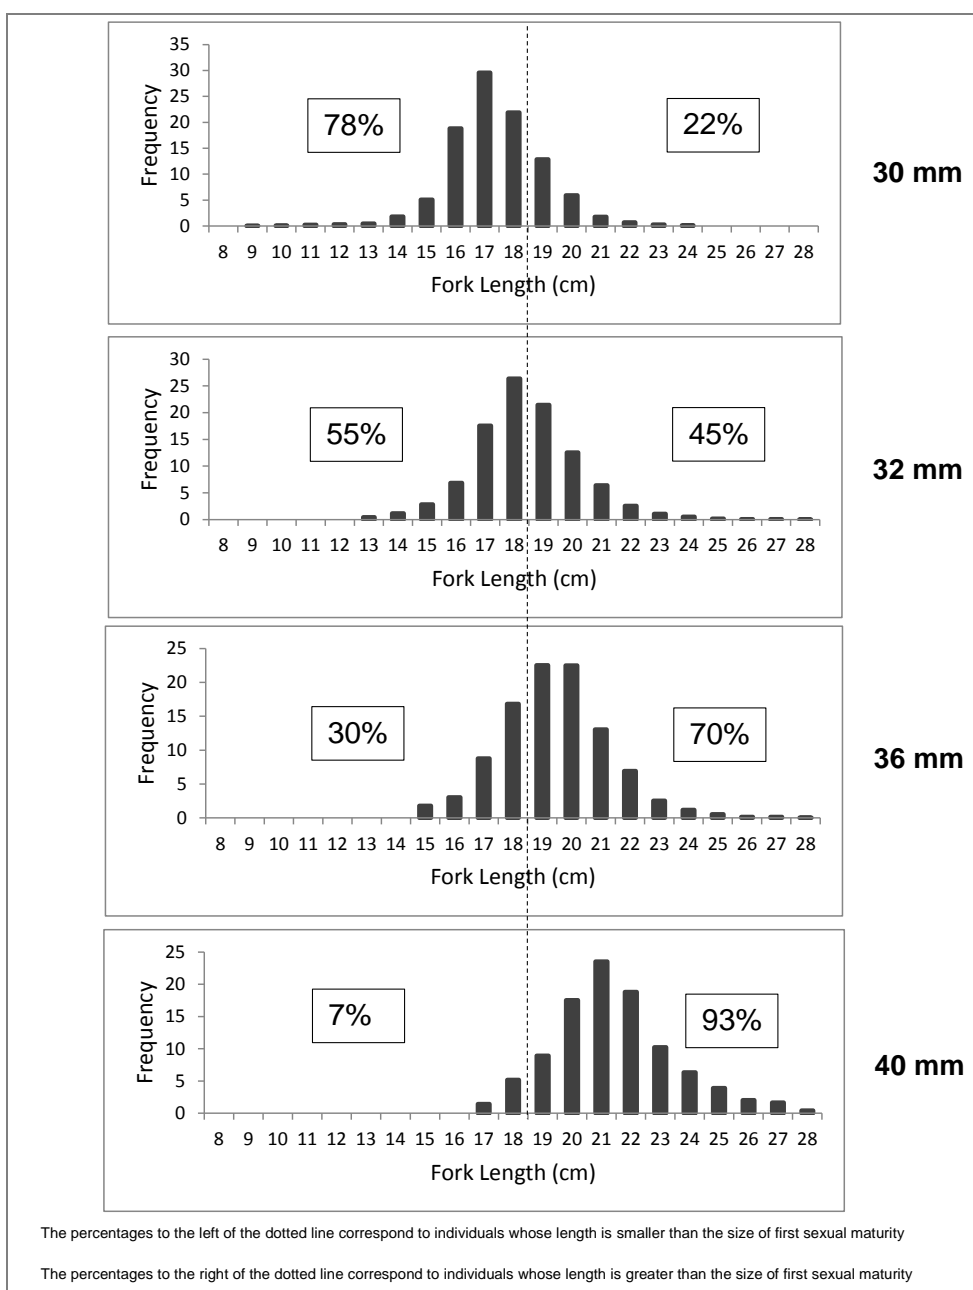 35
30
25
20
15
10
5
0
Frequency
78%
22%
30 mm
8 9 10 11 12 13 14 15 16 17 18 19 20 21 22 23 24 25 26 27 28
Fork Length (cm)
30
25
20
15
10
5
0
Frequency
55%
45%
32 mm
8 9 10 11 12 13 14 15 16 17 18 19 20 21 22 23 24 25 26 27 28
Fork Length (cm)
25
20
15
10
5
0
Frequency
30%
70%
36 mm
8 9 10 11 12 13 14 15 16 17 18 19 20 21 22 23 24 25 26 27 28
Fork Length (cm)
25
20
15
10
5
0
Frequency
7%
93%
40 mm
8 9 10 11 12 13 14 15 16 17 18 19 20 21 22 23 24 25 26 27 28
Fork Length (cm)
The percentages to the left of the dotted line correspond to individuals whose length is smaller than the size of first sexual maturity
The percentages to the right of the dotted line correspond to individuals whose length is greater than the size of first sexual maturity